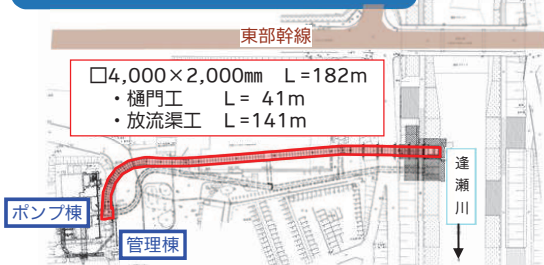 東部幹線
□4,000×2,000㎜ L=182m
・樋門工 L= 41m
・放流渠工 L=141m
逢瀬川
ポンプ棟
管理棟